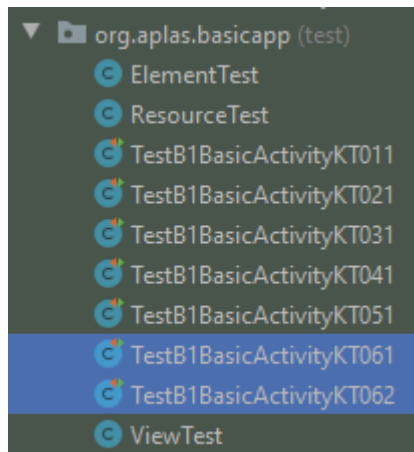 org.aplas.basicapp (test)
ElementTest
ResourceTest
TestB1BasicActivityKT011
TestB1BasicActivityKT021
TestB1BasicActivityKT031
TestB1BasicActivityKT041
TestB1BasicActivityKT051
TestB1BasicActivityKT061
TestB1BasicActivityKT062
ViewTest